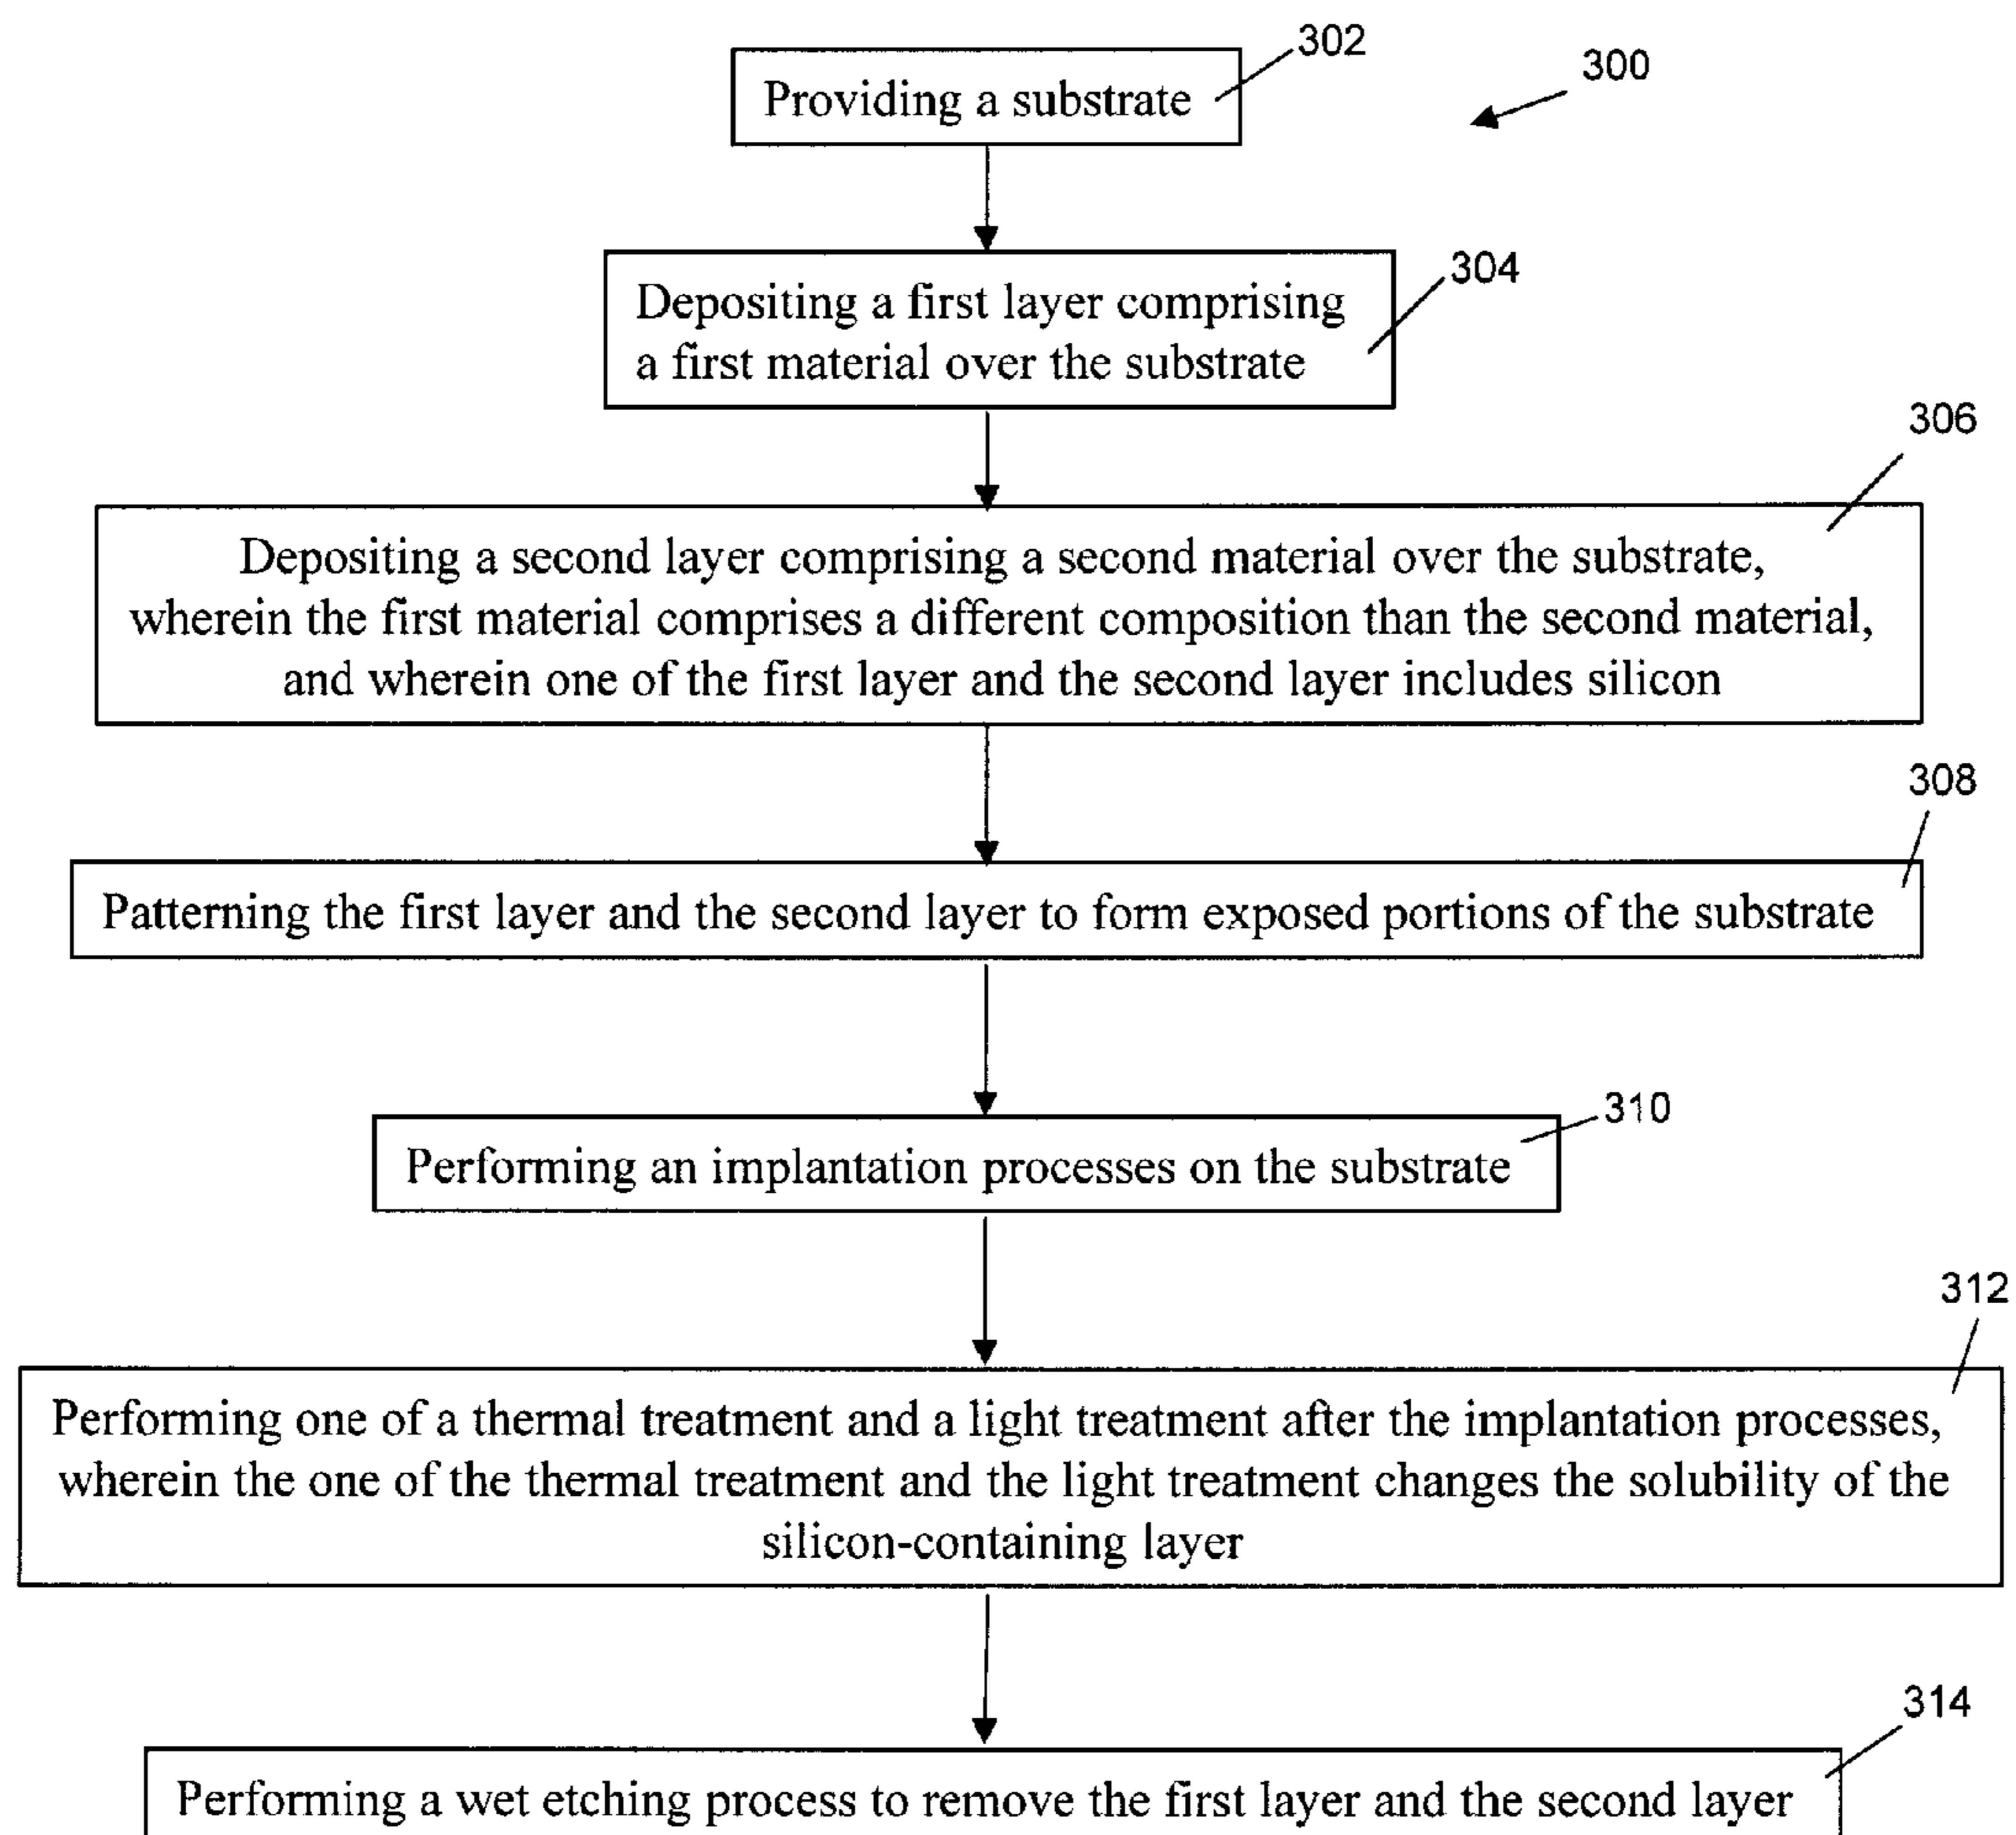 302
300
Providing a substrate
304
Depositing a first layer comprising
a first material over the substrate
306
Depositing a second layer comprising a second material over the substrate,
wherein the first material comprises a different composition than the second material,
and wherein one of the first layer and the second layer includes silicon
308
Patterning the first layer and the second layer to form exposed portions of the substrate
310
Performing an implantation processes on the substrate
312
Performing one of a thermal treatment and a light treatment after the implantation processes,
wherein the one of the thermal treatment and the light treatment changes the solubility of the
silicon-containing layer
314
Performing a wet etching process to remove the first layer and the second layer